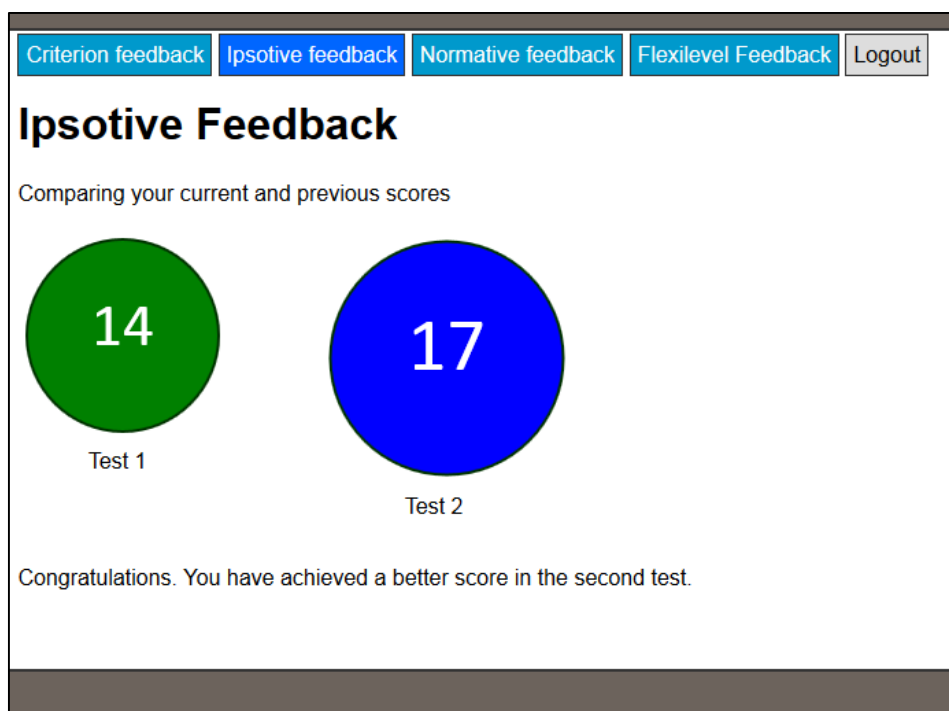 Criterion feedback Ipsotive feedback Normative feedback Flexilevel Feedback Logout
Ipsotive Feedback
Comparing your current and previous scores
14
17
Test 1
Test 2
Congratulations. You have achieved a better score in the second test.